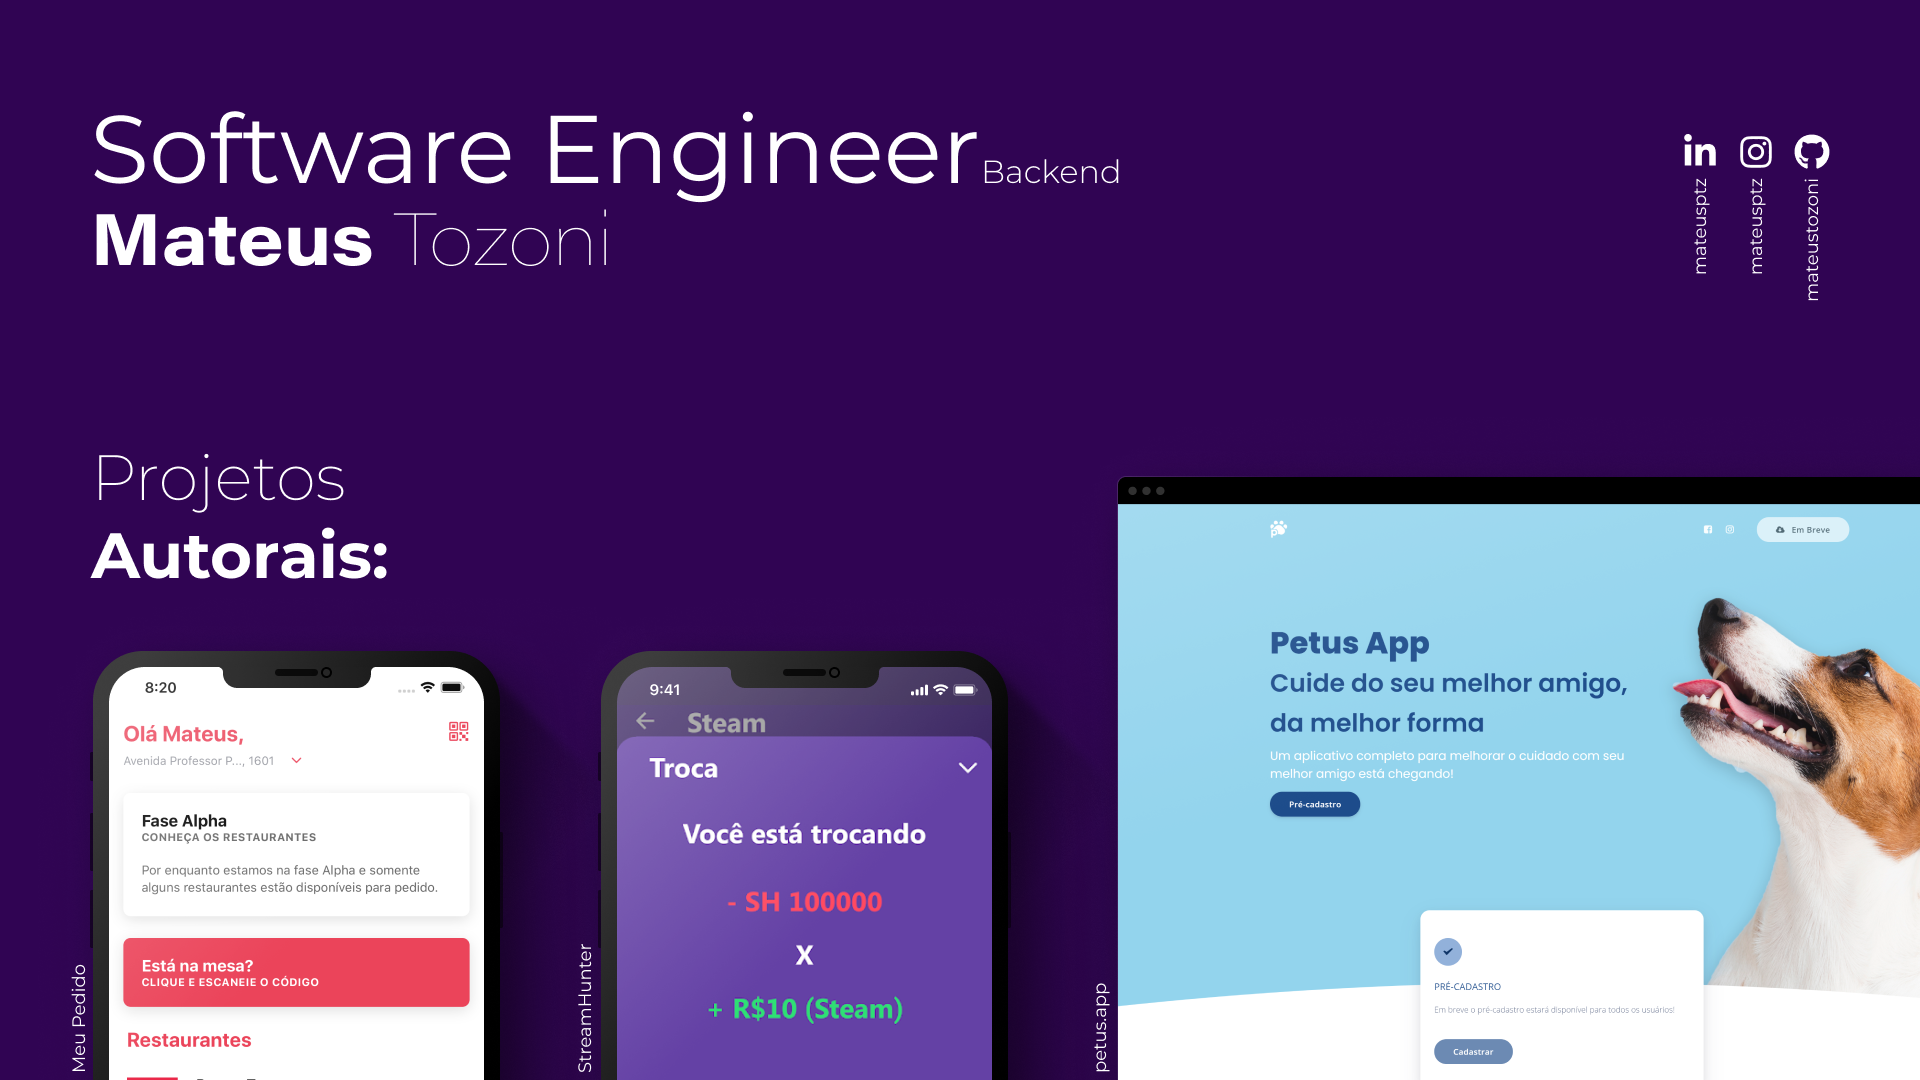 Software Engineer Backend
Mateus Tozoni
mateusptz
mateusptz
mateustozoni
Projetos
Autorais:
Meu Pedido
8:20
Olá Mateus,
Avenida Professor P..., 1601
Fase Alpha
CONHEÇA OS RESTAURANTES
Por enquanto estamos na fase Alpha e somente
alguns restaurantes estão disponíveis para pedido.
Está na mesa?
CLIQUE E ESCANEIE O CÓDIGO
Restaurantes
StreamHunter
9:41
Steam
Troca
Você está trocando
- SH 100000
X
+ R$10 (Steam)
petus.app
Em Breve
Petus App
Cuide do seu melhor amigo,
da melhor forma
Um aplicativo completo para melhorar o cuidado com seu
melhor amigo está chegando!
Pré-cadastro
PRÉ-CADASTRO
Em breve o pré-cadastro estará disponível para todos os usuários!
Cadastrar